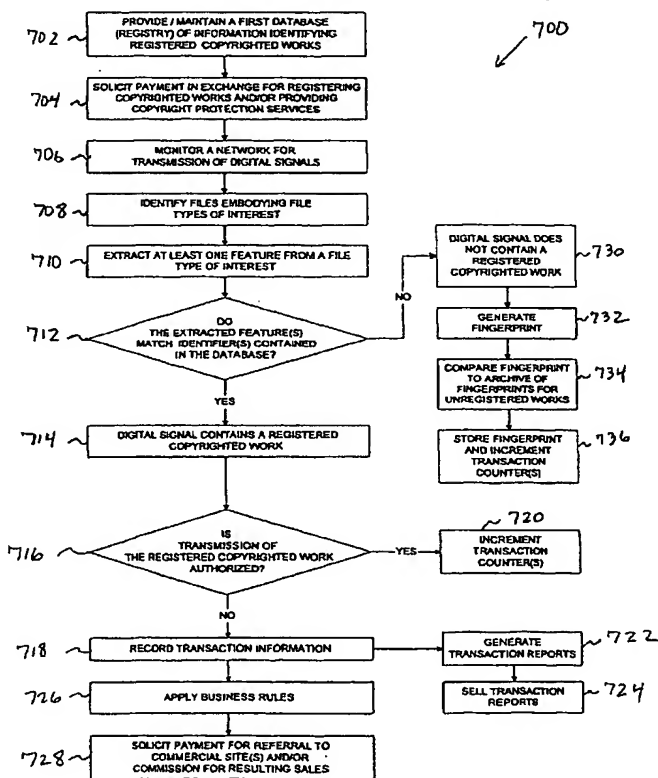 700
702
PROVIDE / MAINTAIN A FIRST DATABASE
(REGISTRY) OF INFORMATION IDENTIFYING
REGISTERED COPYRIGHTED WORKS
704
SOLICIT PAYMENT IN EXCHANGE FOR REGISTERING
COPYRIGHTED WORKS AND/OR PROVIDING
COPYRIGHT PROTECTION SERVICES
706
MONITOR A NETWORK FOR
TRANSMISSION OF DIGITAL SIGNALS
708
IDENTIFY FILES EMBODYING FILE
TYPES OF INTEREST
710
EXTRACT AT LEAST ONE FEATURE FROM A FILE
TYPE OF INTEREST
712
DO
THE EXTRACTED FEATURE(S)
MATCH IDENTIFIER(S) CONTAINED
IN THE DATABASE?
NO
DIGITAL SIGNAL DOES
NOT CONTAIN A
REGISTERED
COPYRIGHTED WORK
730
GENERATE
FINGERPRINT
732
COMPARE FINGERPRINT
TO ARCHIVE OF
FINGERPRINTS FOR
UNREGISTERED WORKS
734
STORE FINGERPRINT
AND INCREMENT
TRANSACTION
COUNTER(S)
736
YES
714
DIGITAL SIGNAL CONTAINS A REGISTERED
COPYRIGHTED WORK
716
IS
TRANSMISSION OF
THE REGISTERED COPYRIGHTED WORK
AUTHORIZED?
YES
720
INCREMENT
TRANSACTION
COUNTER(S)
NO
718
RECORD TRANSACTION INFORMATION
GENERATE
TRANSACTION REPORTS
722
SELL TRANSACTION
REPORTS
724
726
APPLY BUSINESS RULES
728
SOLICIT PAYMENT FOR REFERRAL TO
COMMERCIAL SITE(S) AND/OR
COMMISSION FOR RESULTING SALES